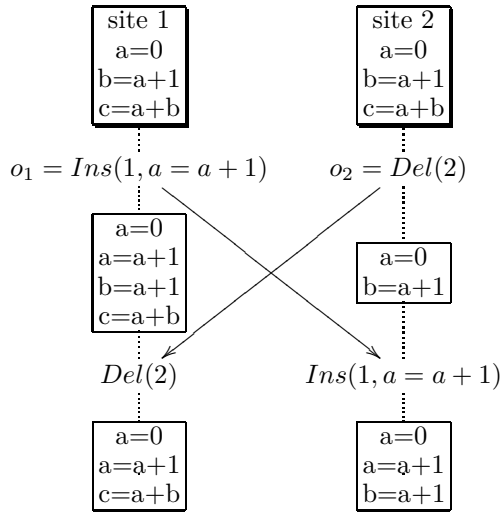 site 1
a=0
b=a+1
c=a+b
site 2
a=0
b=a+1
c=a+b
o₁ = Ins(1, a = a + 1)
o₂ = Del(2)
a=0
a=a+1
b=a+1
c=a+b
a=0
b=a+1
Del(2)
Ins(1, a = a + 1)
a=0
a=a+1
c=a+b
a=0
a=a+1
b=a+1